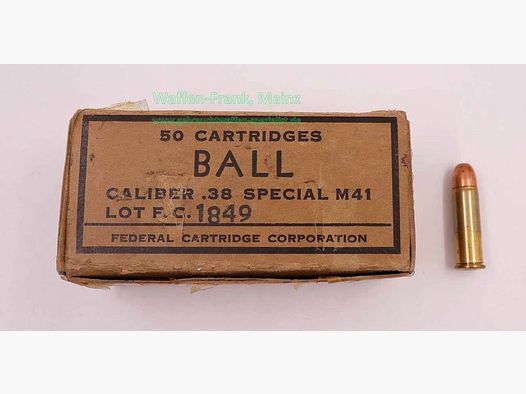 Waffen-Frank, Mainz
50 CARTRIDGES
BALL
CALIBER .38 SPECIAL M41
LOT F.C. 1849
FEDERAL CARTRIDGE CORPORATION